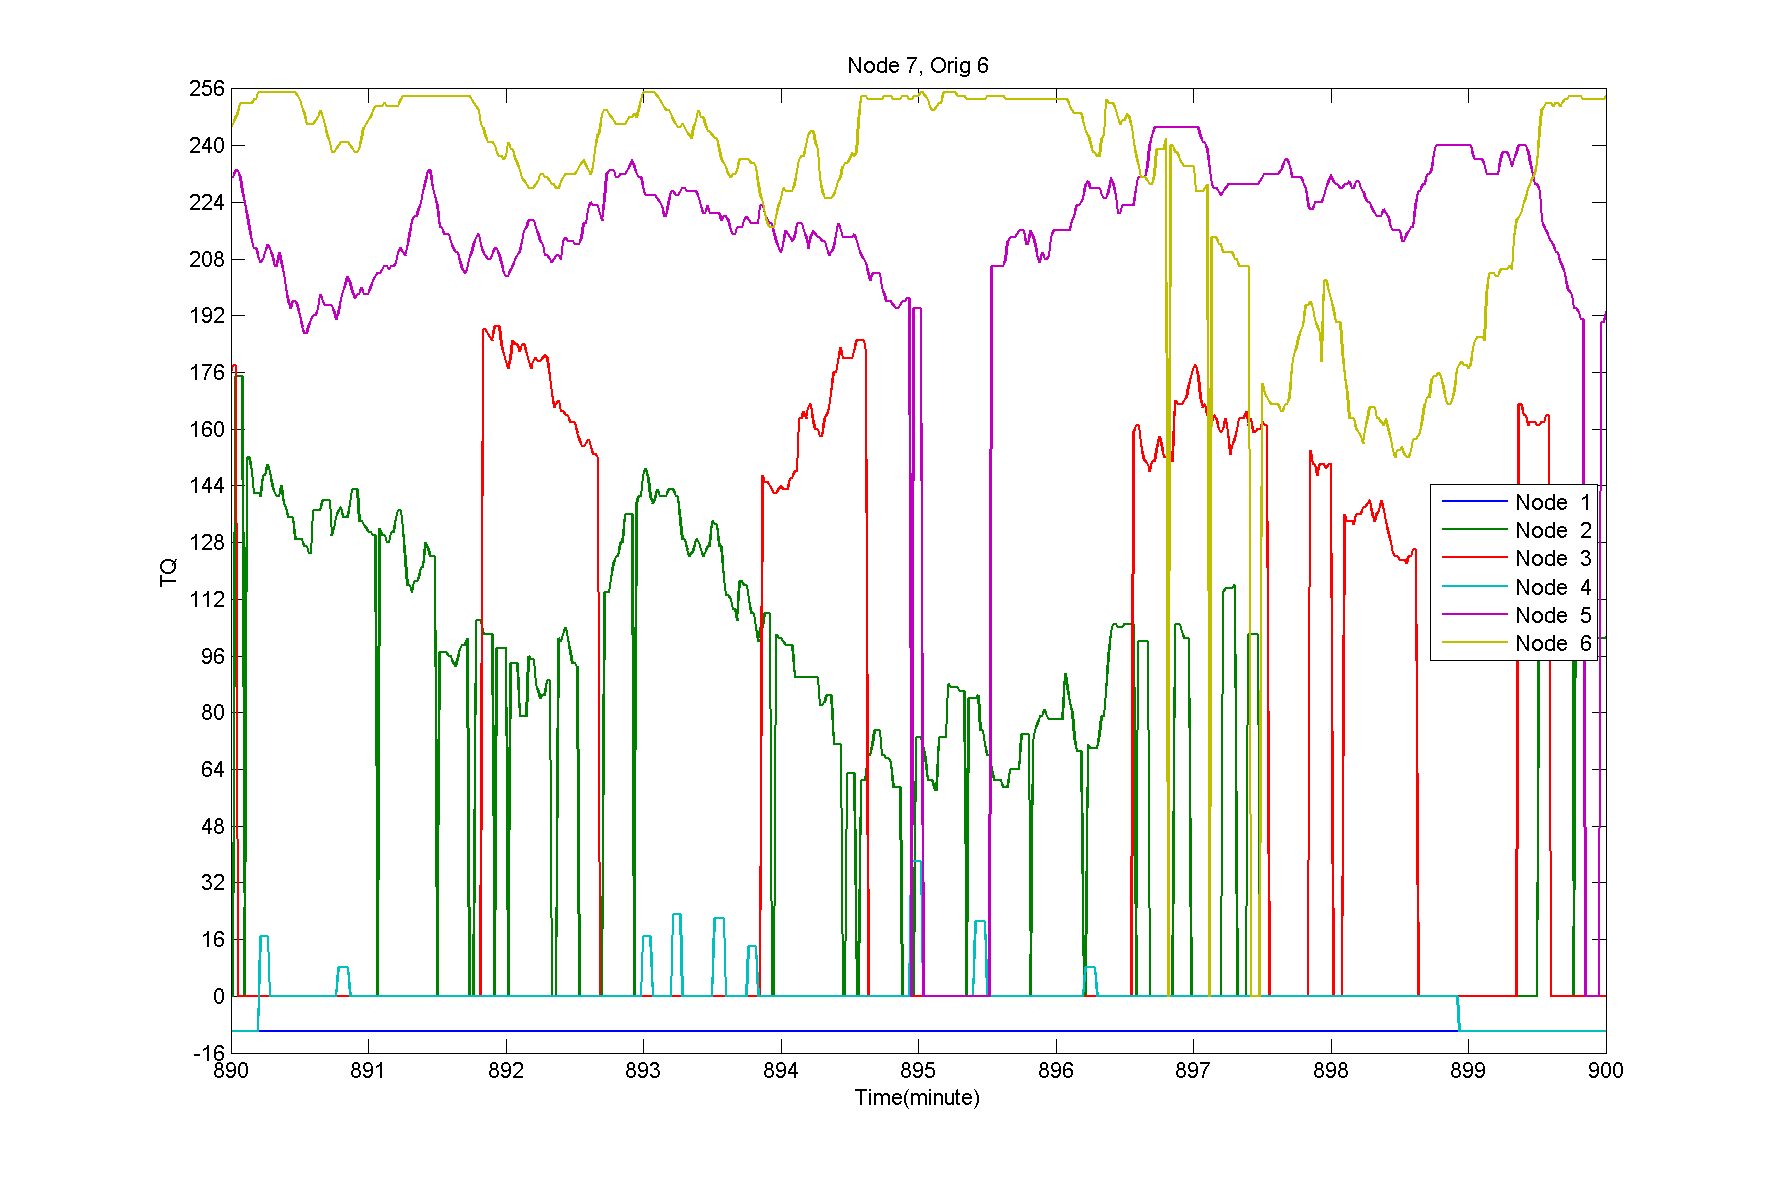 Node 7, Orig 6
256
240
224
208
192
176
160
144
128
112
96
80
64
48
32
16
0
-16
TQ
Node 1
Node 2
Node 3
Node 4
Node 5
Node 6
890 891 892 893 894 895 896 897 898 899 900
Time(minute)